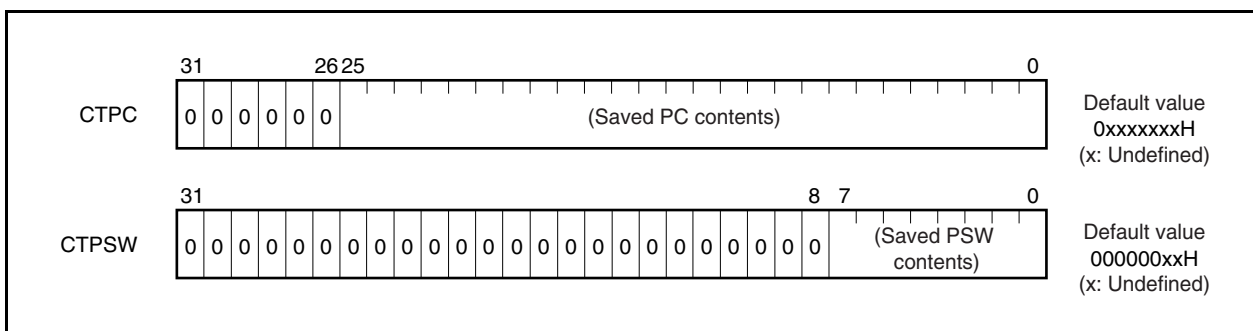 31 26 25 0
CTPC 0 0 0 0 0 0 (Saved PC contents) Default value
0xxxxxxxH
(x: Undefined)
31 8 7 0
CTPSW 0 0 0 0 0 0 0 0 0 0 0 0 0 0 0 0 0 0 0 0 0 0 0 0 (Saved PSW
contents) Default value
000000xxH
(x: Undefined)